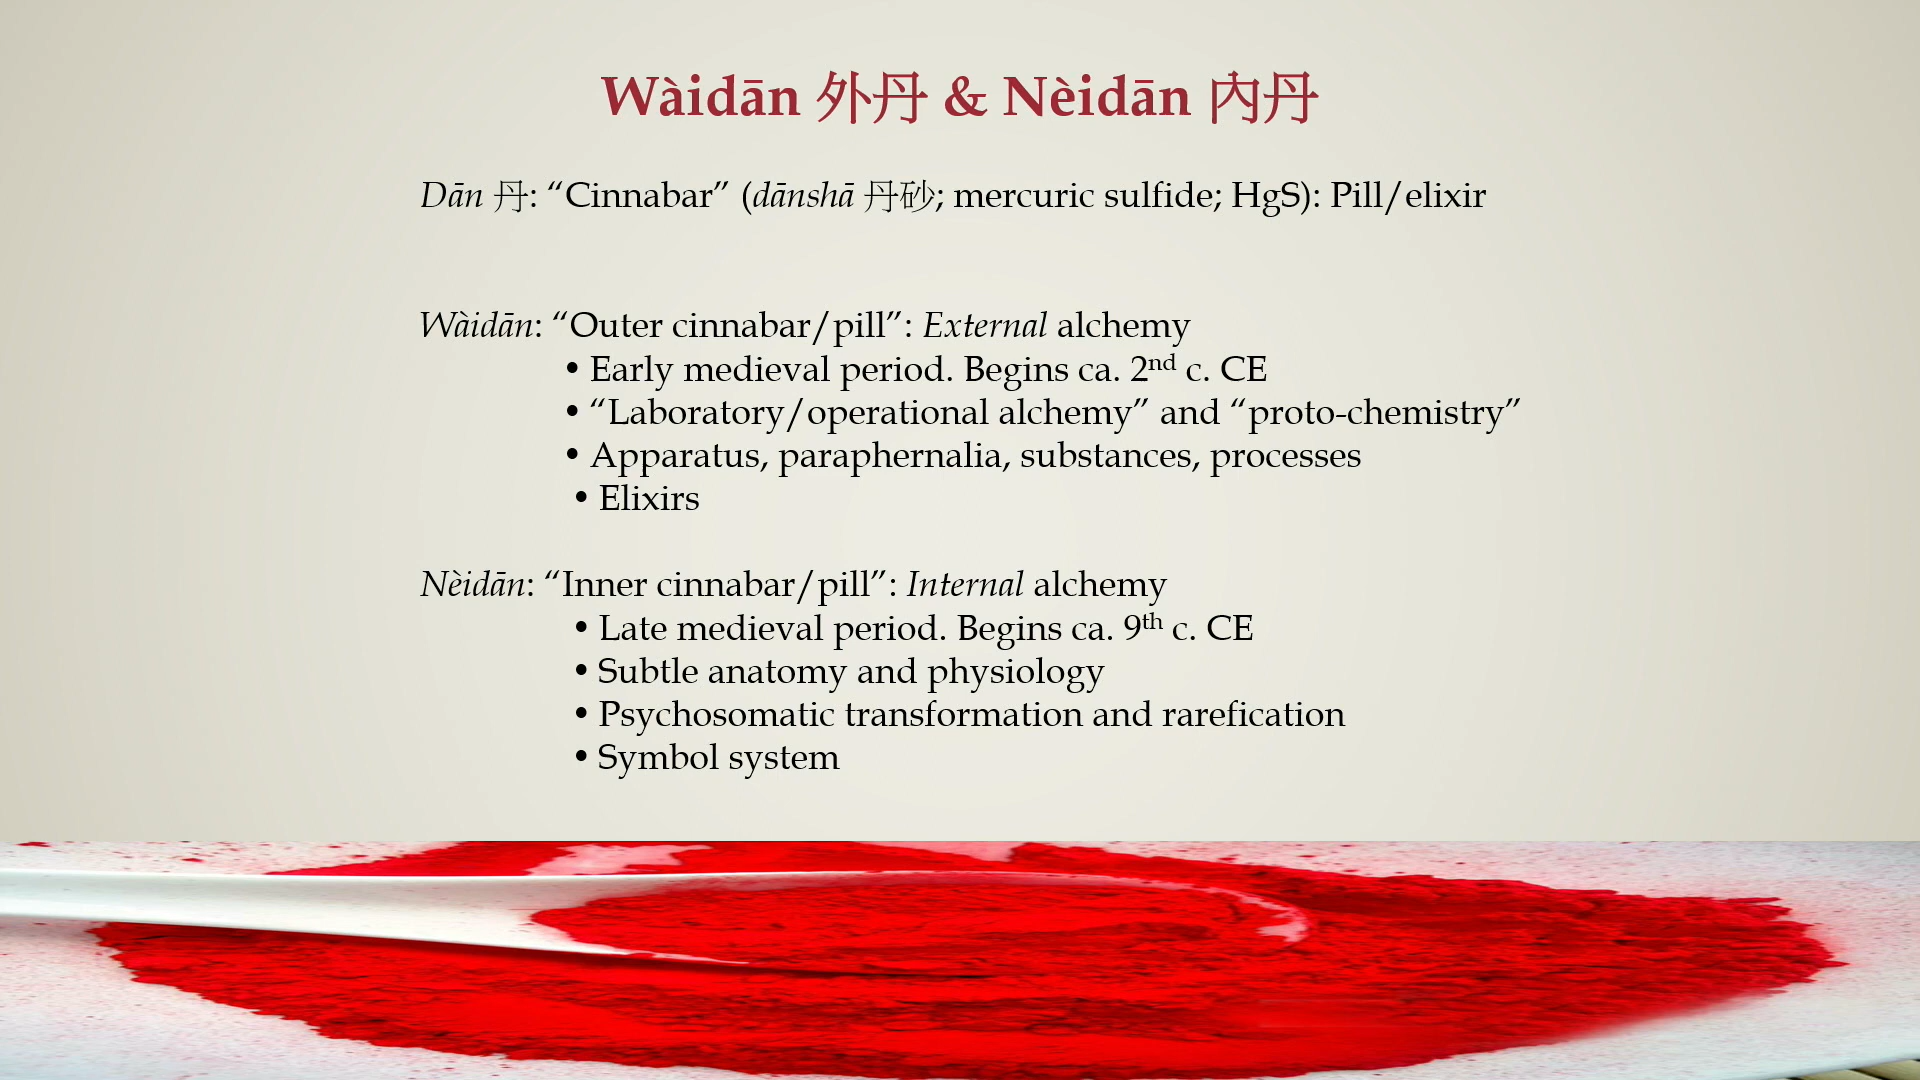 Wàidān 外丹 & Nèidān 內丹
Dān 丹: “Cinnabar” (dānshā 丹砂; mercuric sulfide; HgS): Pill/elixir
Wàidān: “Outer cinnabar/pill”: External alchemy
• Early medieval period. Begins ca. 2nd c. CE
• “Laboratory/operational alchemy” and “proto-chemistry”
• Apparatus, paraphernalia, substances, processes
• Elixirs
Nèidān: “Inner cinnabar/pill”: Internal alchemy
• Late medieval period. Begins ca. 9th c. CE
• Subtle anatomy and physiology
• Psychosomatic transformation and rarefication
• Symbol system